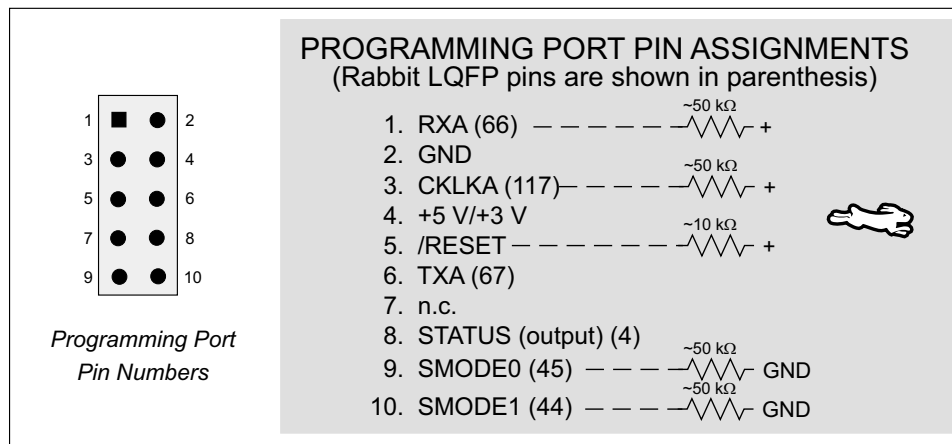 PROGRAMMING PORT PIN ASSIGNMENTS
(Rabbit LQFP pins are shown in parenthesis)
1 2
3 4
5 6
7 8
9 10
Programming Port
Pin Numbers
~50 kΩ
1. RXA (66) +
2. GND
~50 kΩ
3. CKLKA (117) +
4. +5 V/+3 V
~10 kΩ
5. /RESET +
6. TXA (67)
7. n.c.
8. STATUS (output) (4)
~50 kΩ
9. SMODE0 (45) GND
~50 kΩ
10. SMODE1 (44) GND